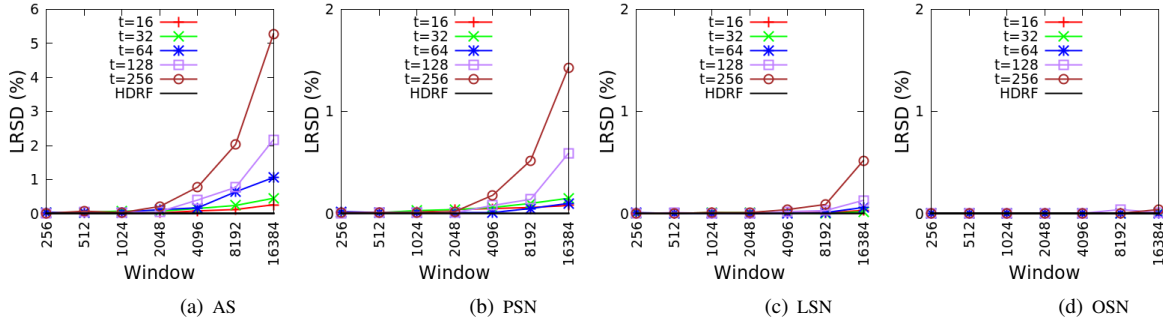 LRSD (%)
6
5
4
3
2
1
0
t=16
t=32
t=64
t=128
t=256
HDRF
256
512
1024
2048
4096
8192
16384
Window
(a) AS
LRSD (%)
2
1
0
t=16
t=32
t=64
t=128
t=256
HDRF
256
512
1024
2048
4096
8192
16384
Window
(b) PSN
LRSD (%)
2
1
0
t=16
t=32
t=64
t=128
t=256
HDRF
256
512
1024
2048
4096
8192
16384
Window
(c) LSN
LRSD (%)
2
1
0
t=16
t=32
t=64
t=128
t=256
HDRF
256
512
1024
2048
4096
8192
16384
Window
(d) OSN